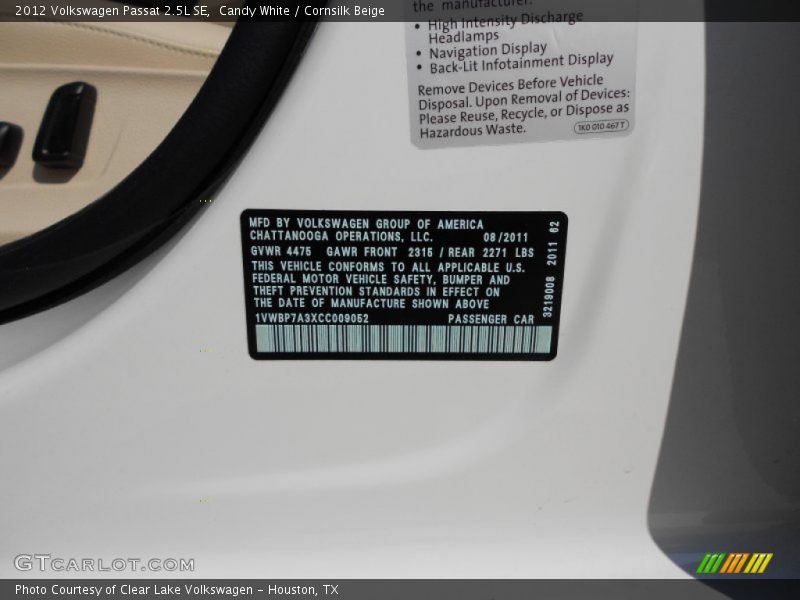 2012 Volkswagen Passat 2.5L SE,  Candy White / Cornsilk Beige
the manufacturer:
• High Intensity Discharge
Headlamps
• Navigation Display
• Back-Lit Infotainment Display
Remove Devices Before Vehicle
Disposal. Upon Removal of Devices:
Please Reuse, Recycle, or Dispose as
Hazardous Waste.
1K0 010 467 T
MFD BY VOLKSWAGEN GROUP OF AMERICA
CHATTANOOGA OPERATIONS, LLC. 08/2011
GVWR 4475 GAWR FRONT 2315 / REAR 2271 LBS
THIS VEHICLE CONFORMS TO ALL APPLICABLE U.S.
FEDERAL MOTOR VEHICLE SAFETY, BUMPER AND
THEFT PREVENTION STANDARDS IN EFFECT ON
THE DATE OF MANUFACTURE SHOWN ABOVE
1VWBP7A3XCC009052 PASSENGER CAR
3219008 2011 62
GTCARLOT.COM
Photo Courtesy of Clear Lake Volkswagen – Houston, TX